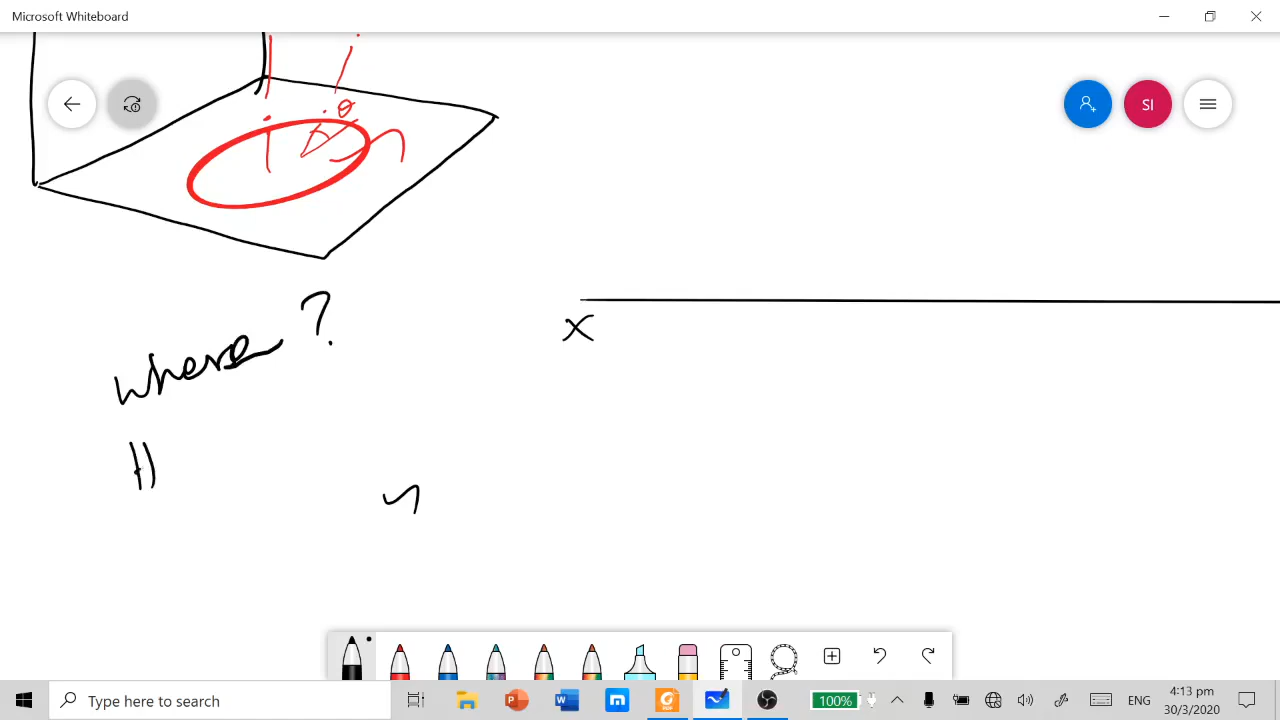 Microsoft Whiteboard
SI
θ
where ?
x
Type here to search
100%
ENG
4:13 pm
30/3/2020